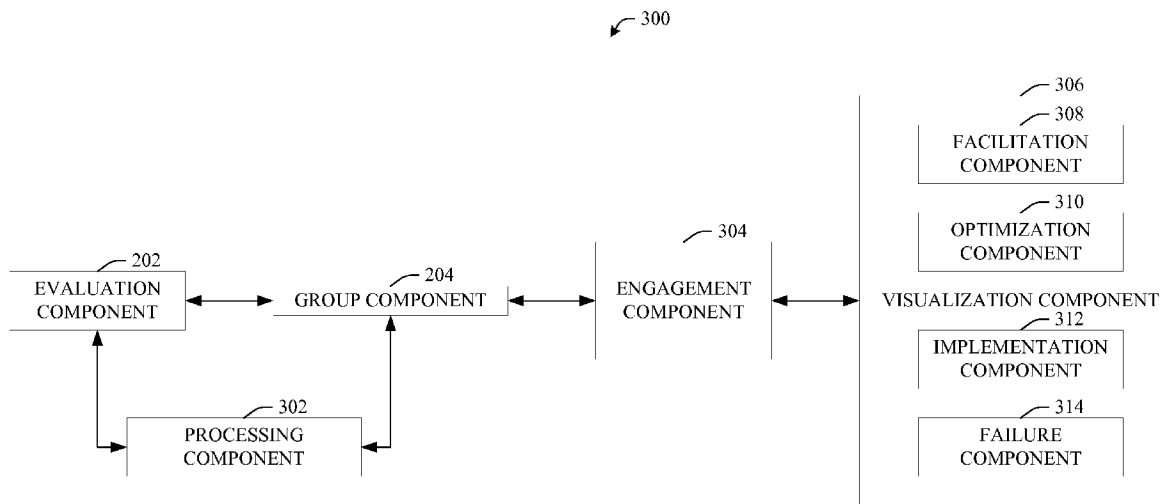 300
306
308
FACILITATION
COMPONENT
310
OPTIMIZATION
COMPONENT
304
202
EVALUATION
COMPONENT
204
GROUP COMPONENT
ENGAGEMENT
COMPONENT
VISUALIZATION COMPONENT
312
IMPLEMENTATION
COMPONENT
302
PROCESSING
COMPONENT
314
FAILURE
COMPONENT